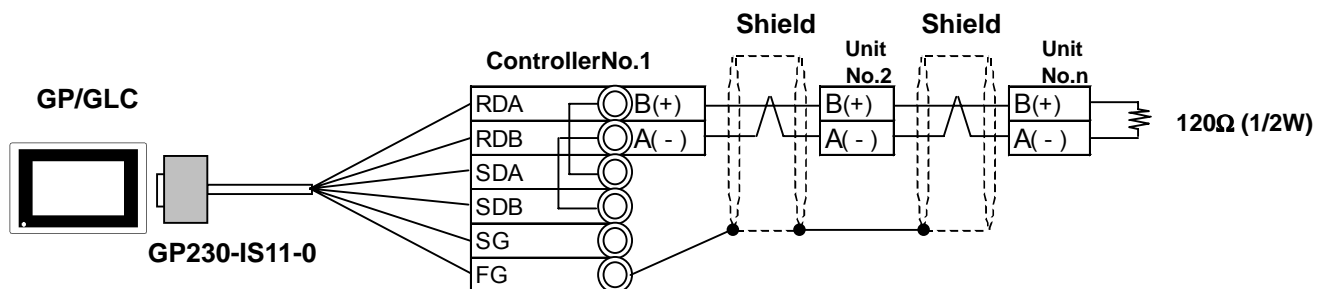 Shield
Shield
ControllerNo.1
Unit
No.2
Unit
No.n
GP/GLC
RDA
B(+)
B(+)
B(+)
RDB
A( - )
A( - )
A( - )
120Ω (1/2W)
SDA
SDB
GP230-IS11-0
SG
FG